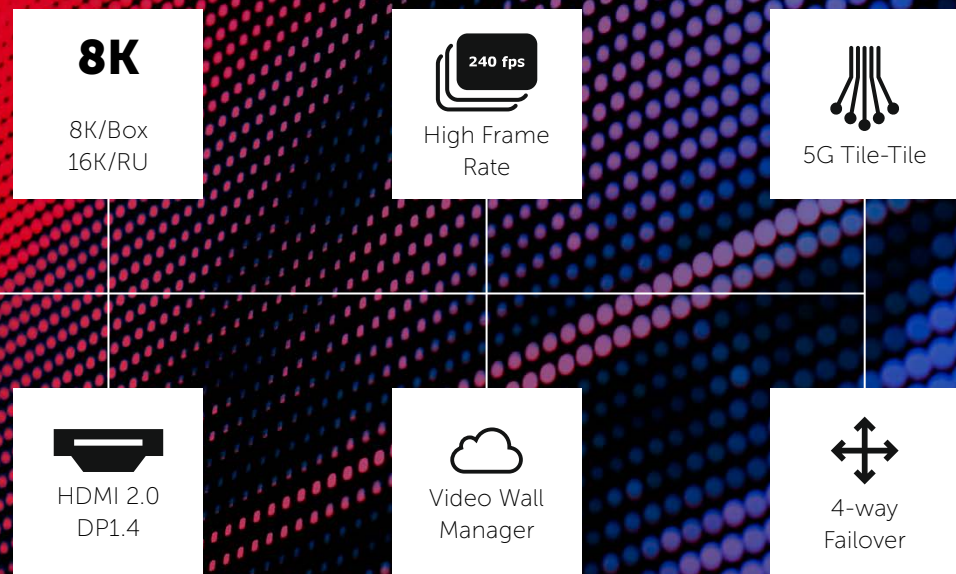 8K
8K/Box
16K/RU
240 fps
High Frame
Rate
5G Tile-Tile
HDMI 2.0
DP1.4
Video Wall
Manager
4-way
Failover